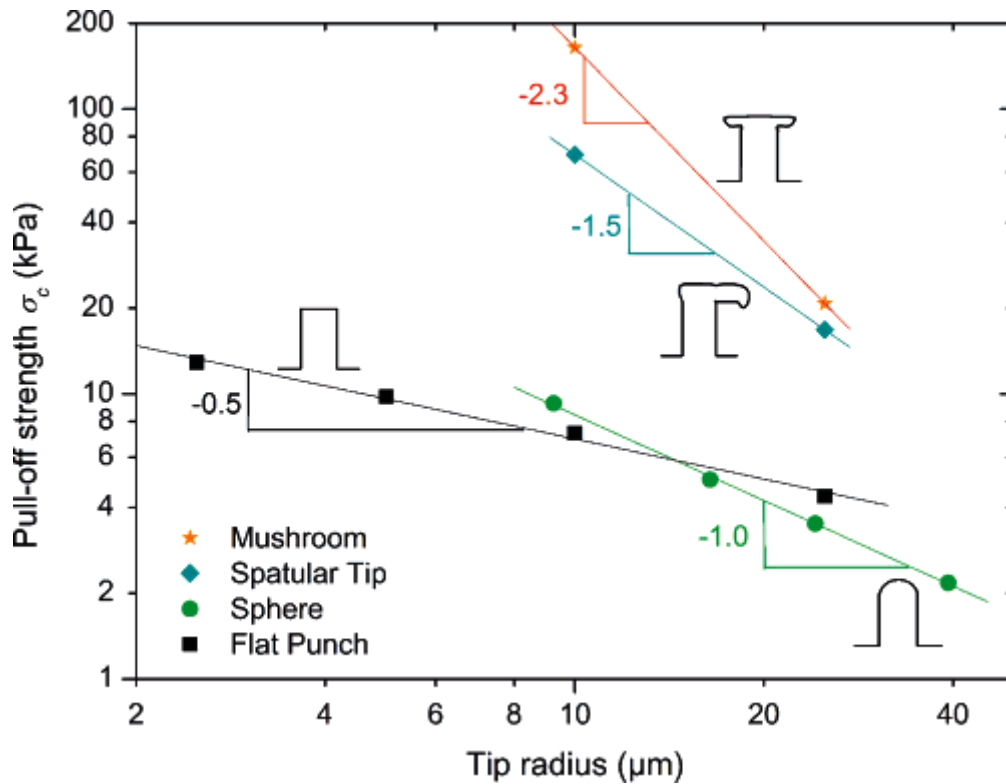 200
100
80
60
40
20
10
8
6
4
2
1
Pull-off strength σc (kPa)
-2.3
-1.5
-0.5
-1.0
Mushroom
Spatular Tip
Sphere
Flat Punch
2 4 6 8 10 20 40
Tip radius (μm)